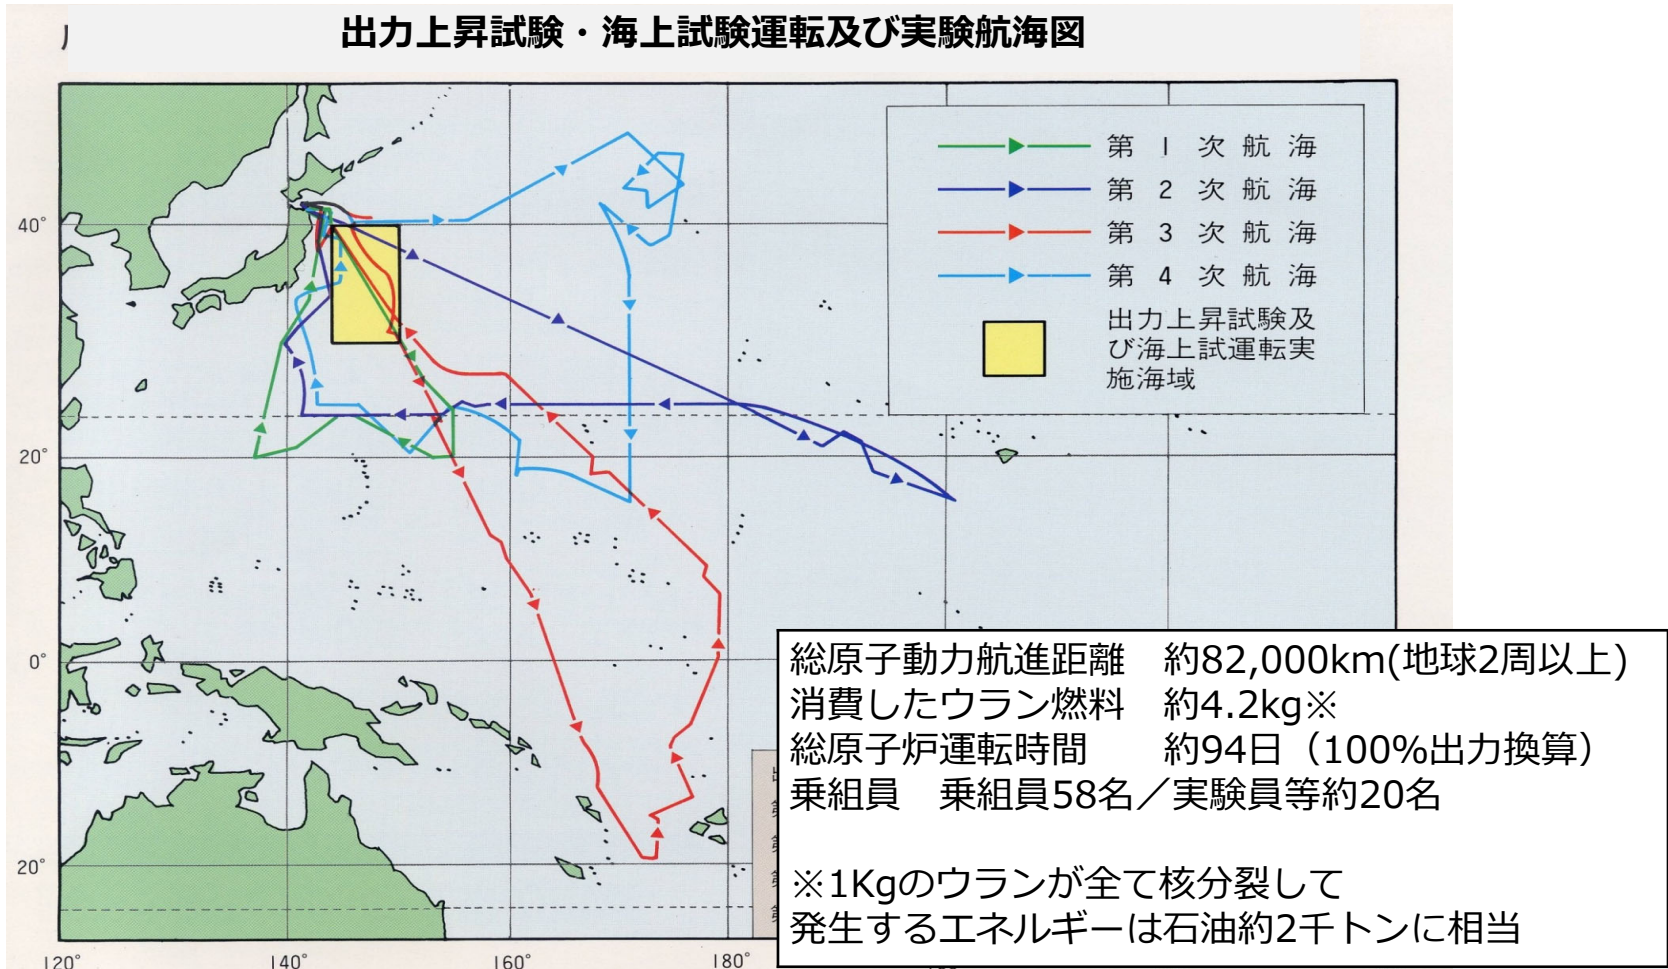 出力上昇試験・海上試験運転及び実験航海図
第 1 次 航 海
第 2 次 航 海
第 3 次 航 海
第 4 次 航 海
出力上昇試験及
び海上試運転実
施海域
40°
20°
0°
20°
120°
140°
160°
180°
総原子動力航進距離 約82,000km(地球2周以上)
消費したウラン燃料 約4.2kg※
総原子炉運転時間 約94日（100%出力換算）
乗組員 乗組員58名／実験員等約20名
※1Kgのウランが全て核分裂して
発生するエネルギーは石油約2千トンに相当